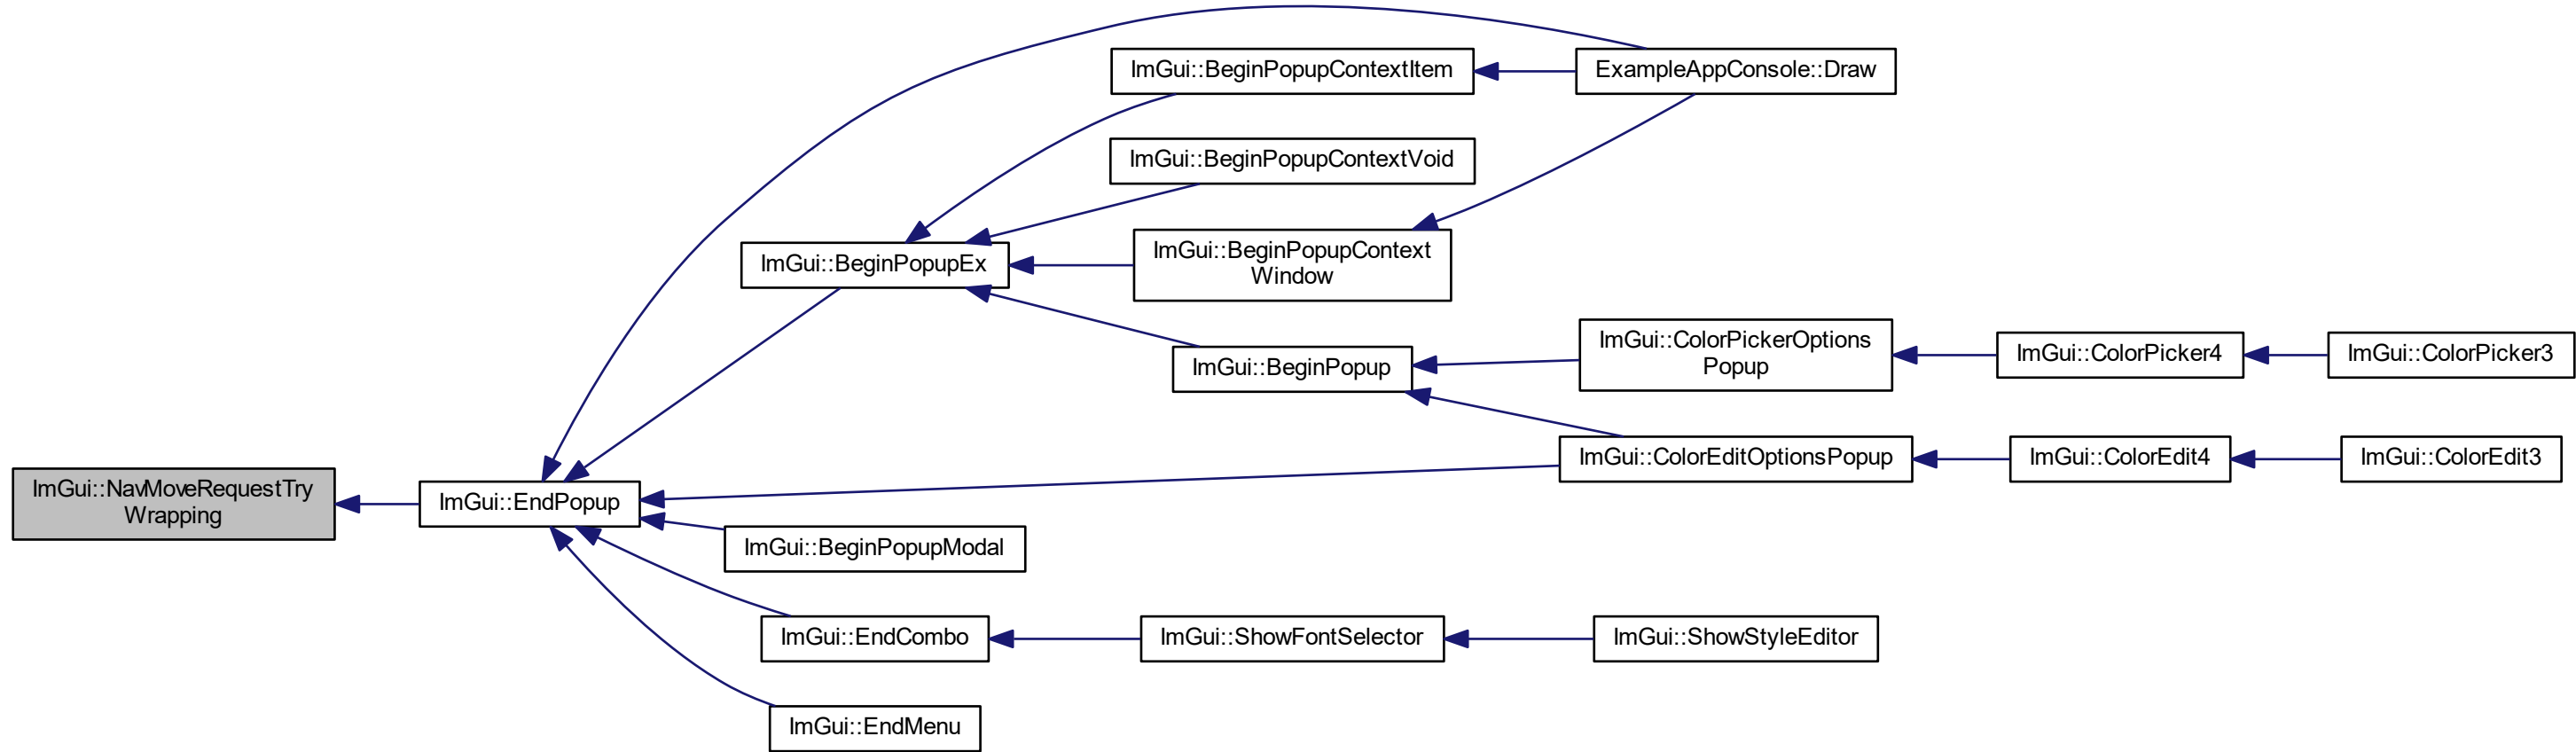 ImGui::NavMoveRequestTry
Wrapping
ImGui::EndPopup
ImGui::BeginPopupEx
ImGui::BeginPopupContextItem
ExampleAppConsole::Draw
ImGui::BeginPopupContextVoid
ImGui::BeginPopupContext
Window
ImGui::BeginPopup
ImGui::ColorPickerOptions
Popup
ImGui::ColorPicker4
ImGui::ColorPicker3
ImGui::ColorEditOptionsPopup
ImGui::ColorEdit4
ImGui::ColorEdit3
ImGui::BeginPopupModal
ImGui::EndCombo
ImGui::ShowFontSelector
ImGui::ShowStyleEditor
ImGui::EndMenu